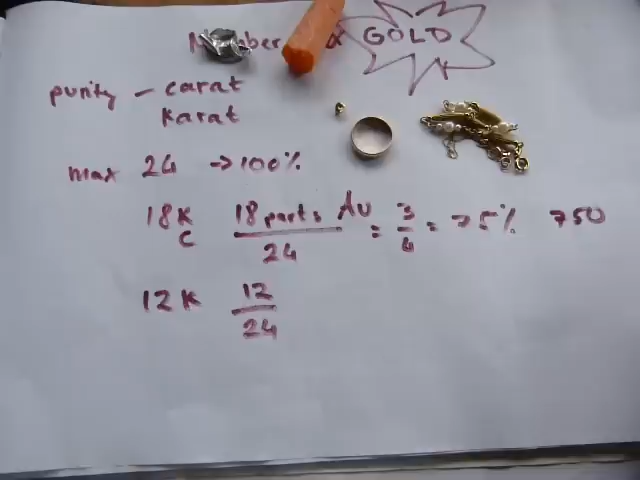 GOLD
purity - carat
karat
max 24 → 100%
18K 18 parts Au / 24 = 3/4 = 75% 750
C
12K 12/24